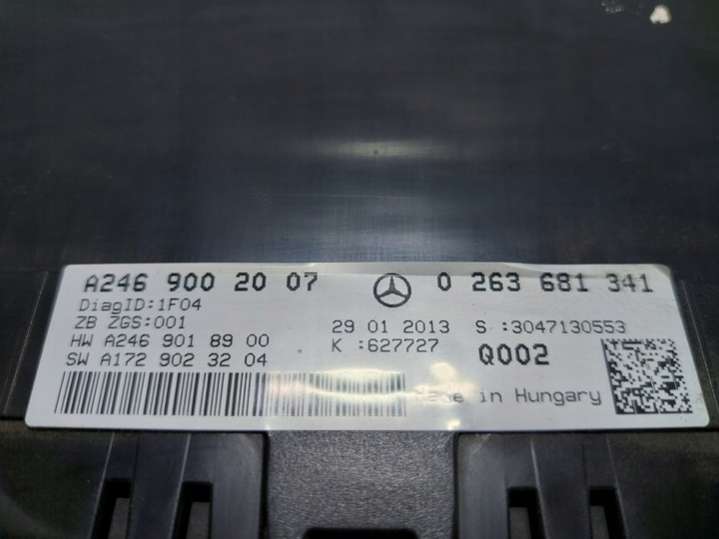 A246 900 20 07 0 263 681 341
DiagID:1F04
ZB ZGS:001 29 01 2013 S :3047130553
HW A246 901 89 00 K :627727 Q002
SW A172 902 32 04
Made in Hungary